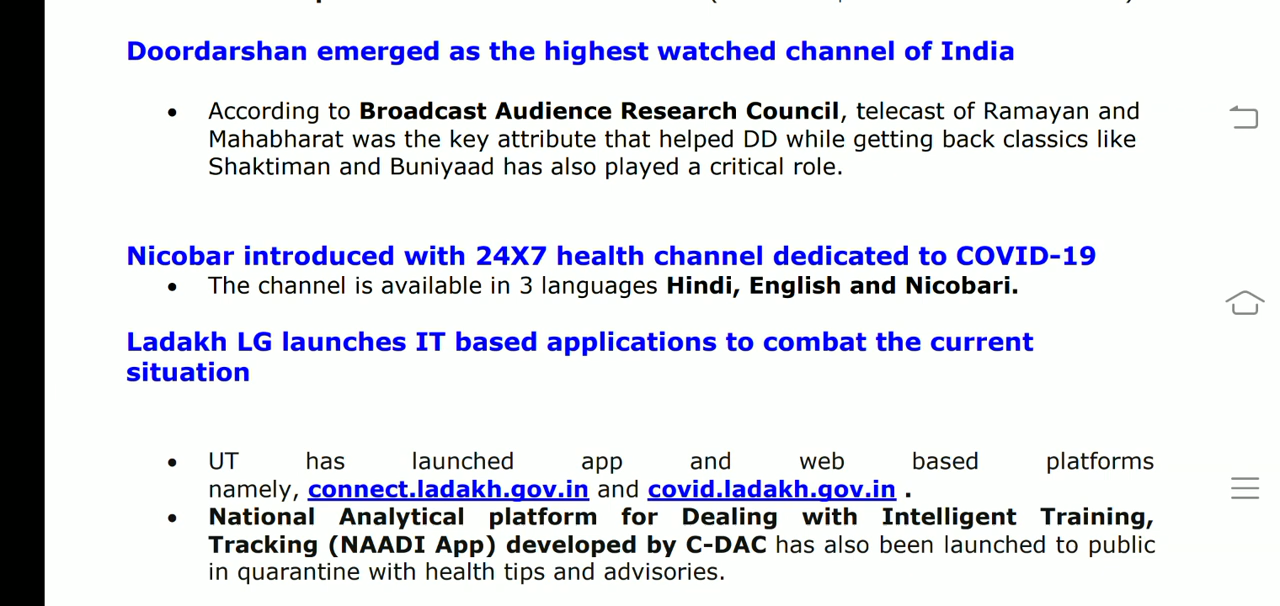 Doordarshan emerged as the highest watched channel of India
• According to Broadcast Audience Research Council, telecast of Ramayan and
Mahabharat was the key attribute that helped DD while getting back classics like
Shaktiman and Buniyaad has also played a critical role.
Nicobar introduced with 24X7 health channel dedicated to COVID-19
• The channel is available in 3 languages Hindi, English and Nicobari.
Ladakh LG launches IT based applications to combat the current
situation
• UT has launched app and web based platforms
namely, connect.ladakh.gov.in and covid.ladakh.gov.in .
• National Analytical platform for Dealing with Intelligent Training,
Tracking (NAADI App) developed by C-DAC has also been launched to public
in quarantine with health tips and advisories.